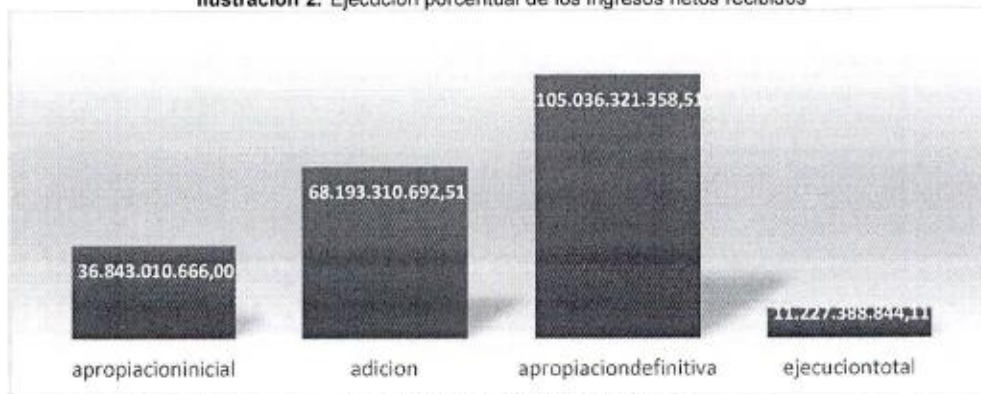 Ilustración 2. Ejecución porcentual de los ingresos netos recibidos
105.036.321.358,51
68.193.310.692,51
36.843.010.666,00
11.227.388.844,11
apropiacioninicial adicion apropiaciondefinitiva ejecuciontotal